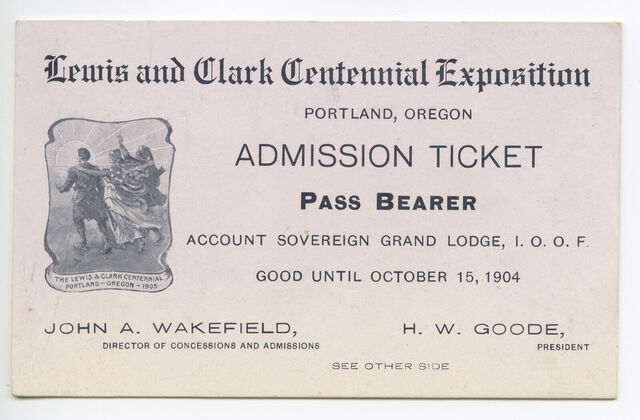 Lewis and Clark Centennial Exposition
PORTLAND, OREGON
ADMISSION TICKET
PASS BEARER
ACCOUNT SOVEREIGN GRAND LODGE, I. O. O. F.
GOOD UNTIL OCTOBER 15, 1904
THE LEWIS & CLARK CENTENNIAL
PORTLAND - OREGON - 1905
JOHN A. WAKEFIELD,
DIRECTOR OF CONCESSIONS AND ADMISSIONS
H. W. GOODE,
PRESIDENT
SEE OTHER SIDE